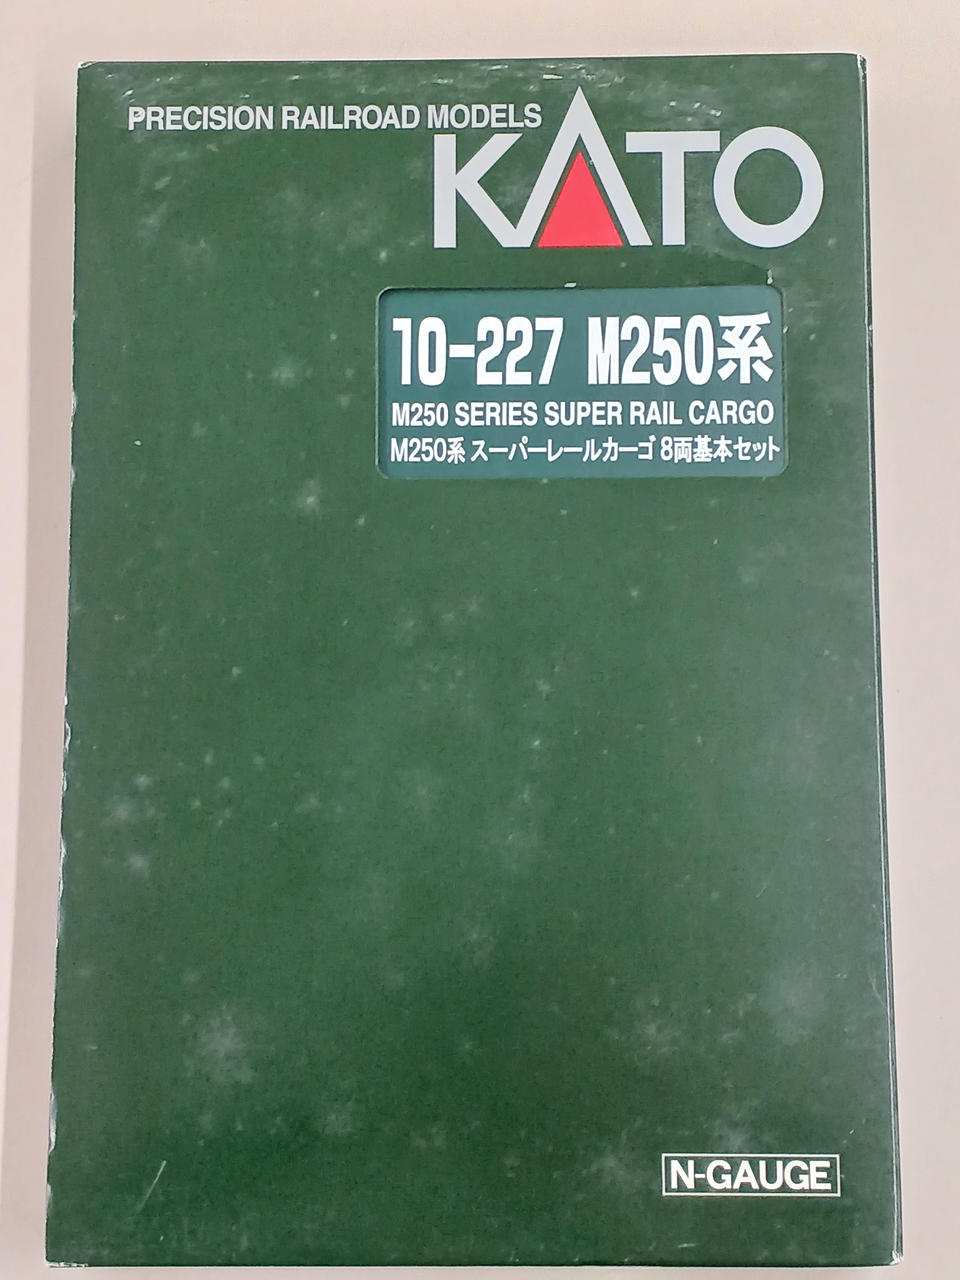 PRECISION RAILROAD MODELS
KATO
10-227 M250系
M250 SERIES SUPER RAIL CARGO
M250系 スーパーレールカーゴ 8両基本セット
N-GAUGE